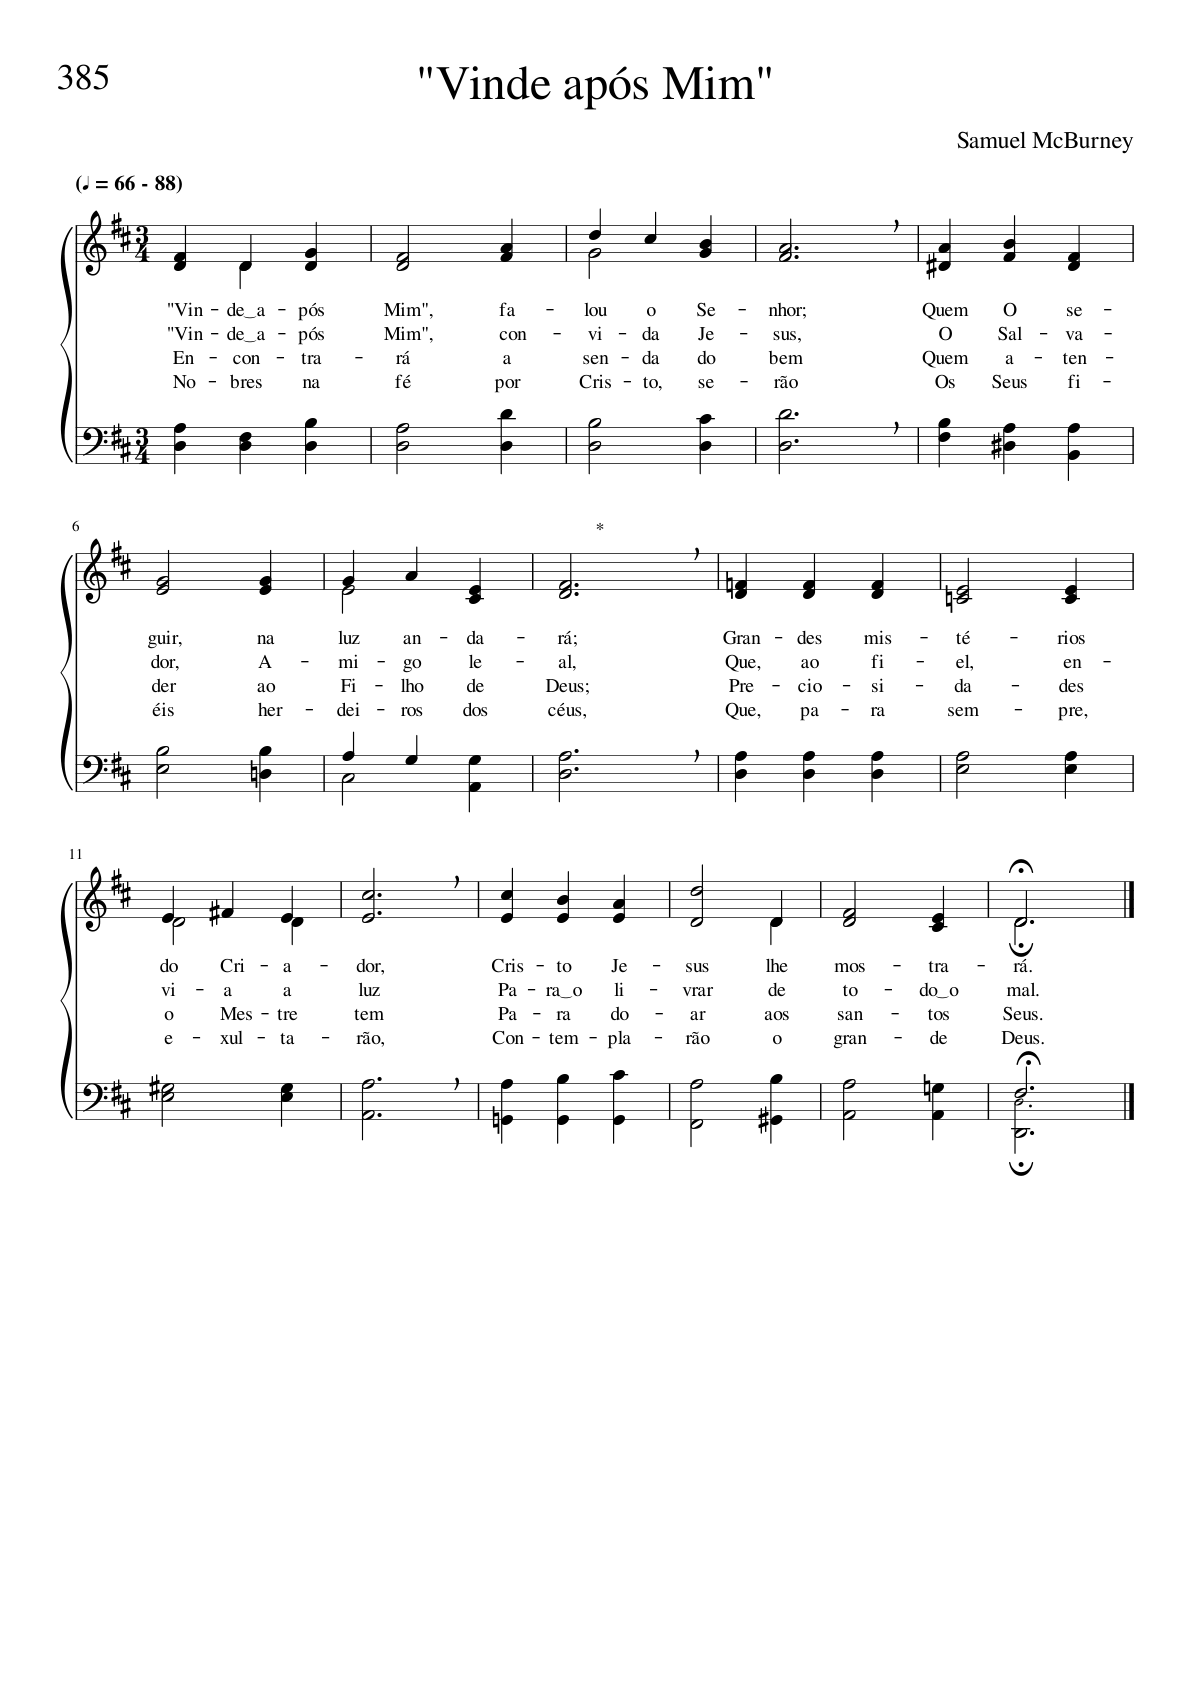 385
"Vinde após Mim"
Samuel McBurney
(♩ = 66 - 88)
"Vin - de‿a - pós Mim", fa - lou o Se - nhor; Quem O se -
"Vin - de‿a - pós Mim", con - vi - da Je - sus, O Sal - va -
En - con - tra - rá a sen - da do bem Quem a - ten -
No - bres na fé por Cris - to, se - rão Os Seus fi -
6
*
guir, na luz an - da - rá; Gran - des mis - té - rios
dor, A - mi - go le - al, Que, ao fi - el, en -
der ao Fi - lho de Deus; Pre - cio - si - da - des
éis her - dei - ros dos céus, Que, pa - ra sem - pre,
11
do Cri - a - dor, Cris - to Je - sus lhe mos - tra - rá.
vi - a a luz Pa - ra‿o li - vrar de to - do‿o mal.
o Mes - tre tem Pa - ra do - ar aos san - tos Seus.
e - xul - ta - rão, Con - tem - pla - rão o gran - de Deus.